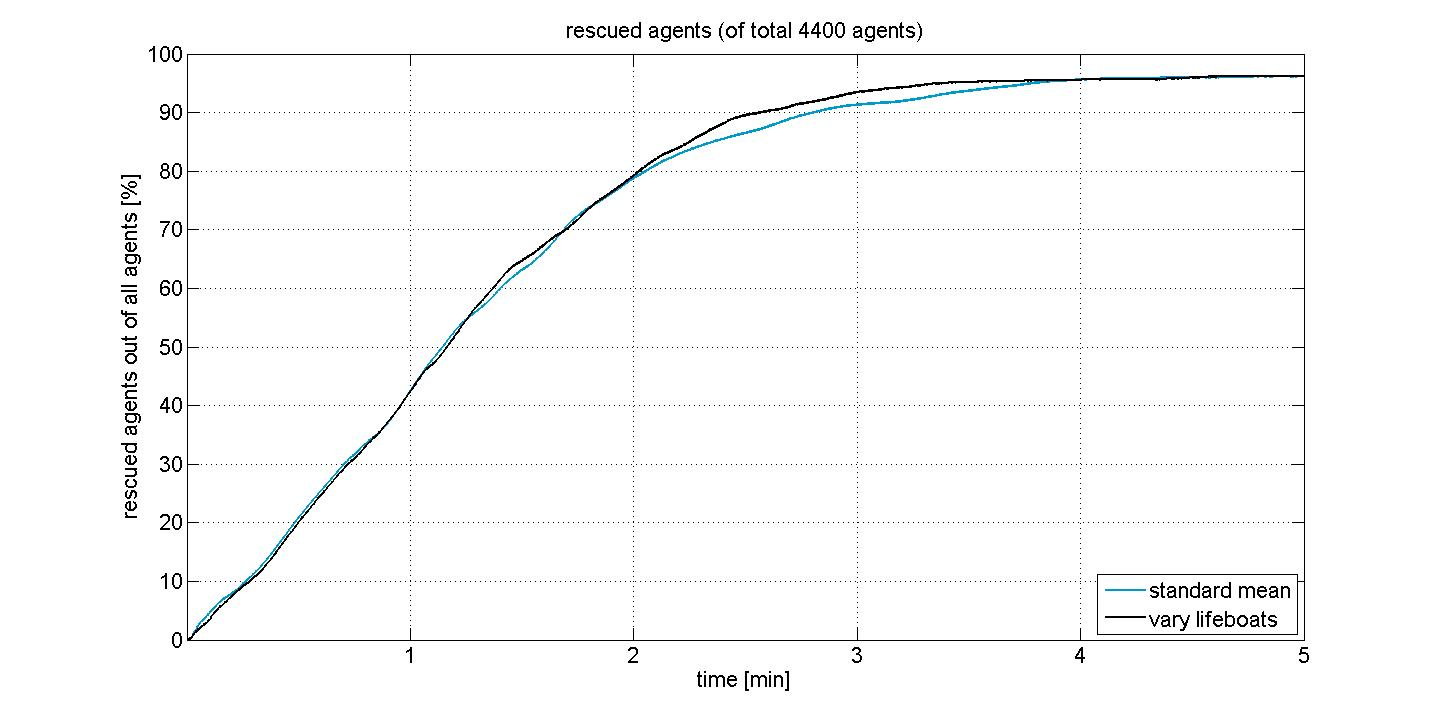 rescued agents (of total 4400 agents)
rescued agents out of all agents [%]
100
90
80
70
60
50
40
30
20
10
0
1 2 3 4 5
time [min]
standard mean
vary lifeboats